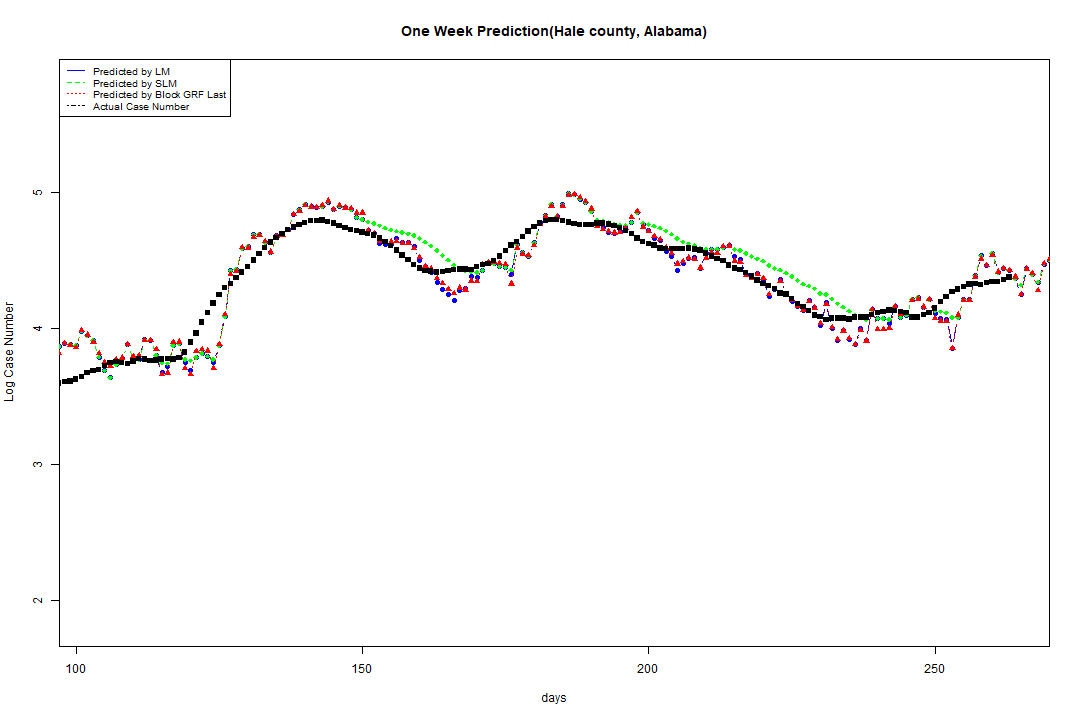 One Week Prediction(Hale county, Alabama)
Predicted by LM
Predicted by SLM
Predicted by Block GRF Last
Actual Case Number
5
4
3
2
Log Case Number
100 150 200 250
days